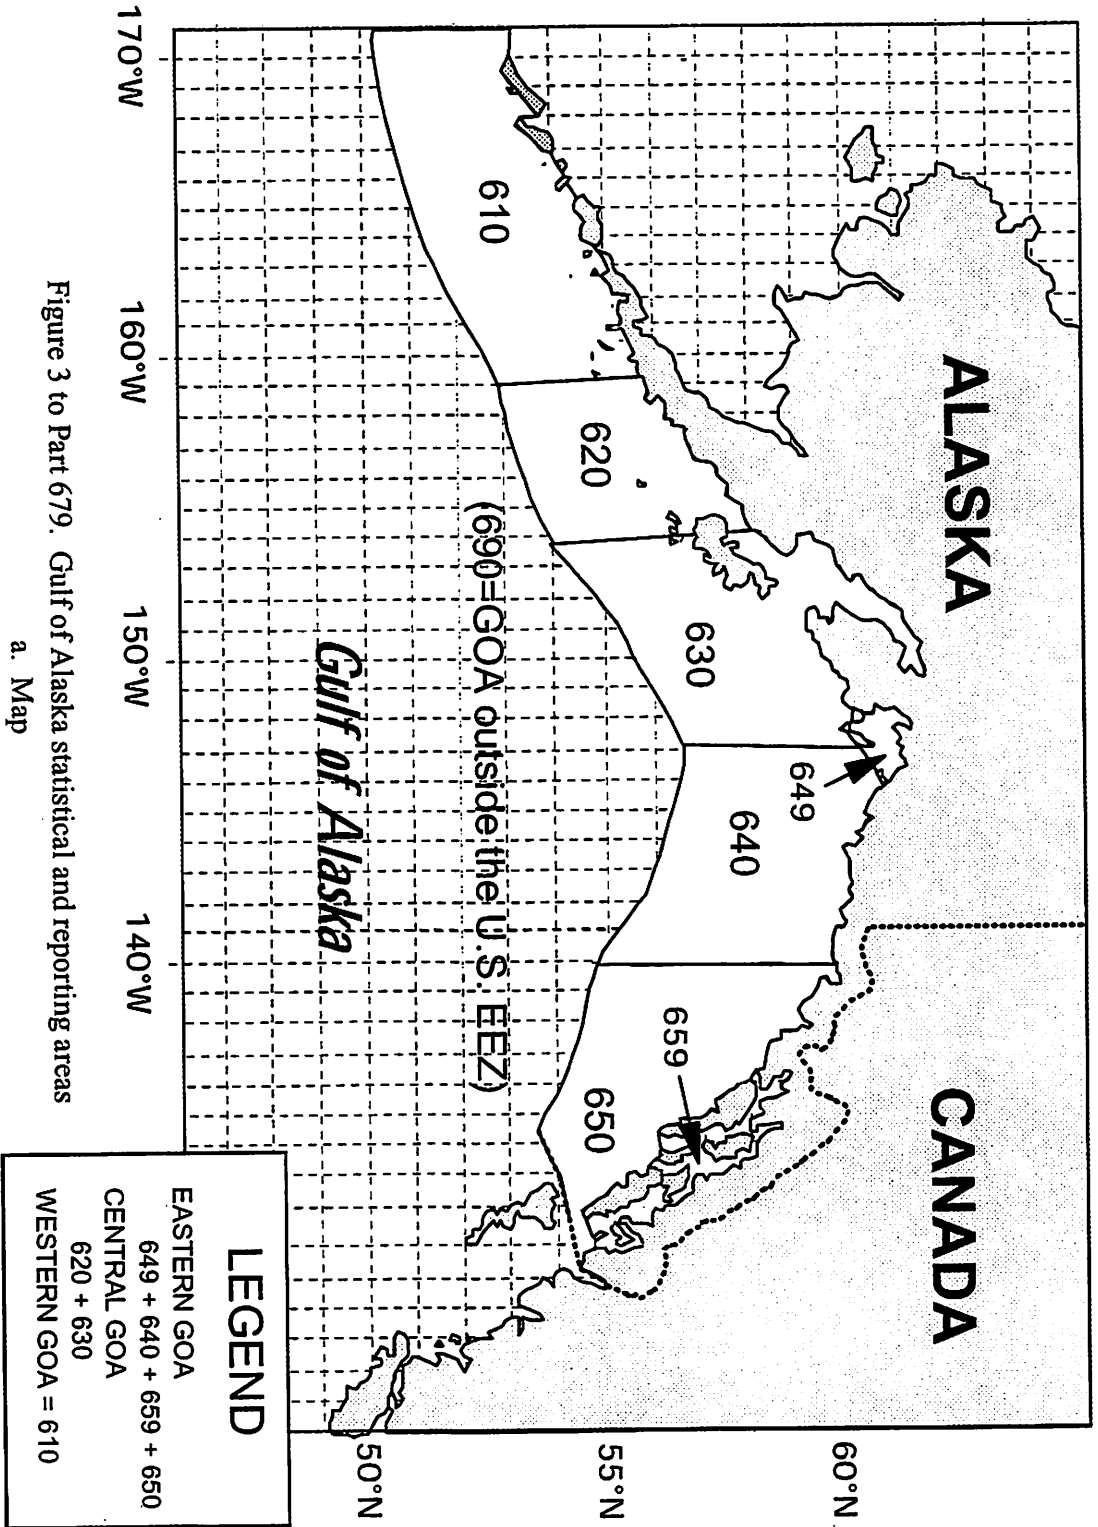 ALASKA
CANADA
649
640
630
659
620
650
610
(690=GOA outside the U.S. EEZ)
Gulf of Alaska
60°N
55°N
50°N
170°W
160°W
150°W
140°W
LEGEND
EASTERN GOA
649 + 640 + 659 + 650
CENTRAL GOA
620 + 630
WESTERN GOA = 610
Figure 3 to Part 679. Gulf of Alaska statistical and reporting areas
a. Map